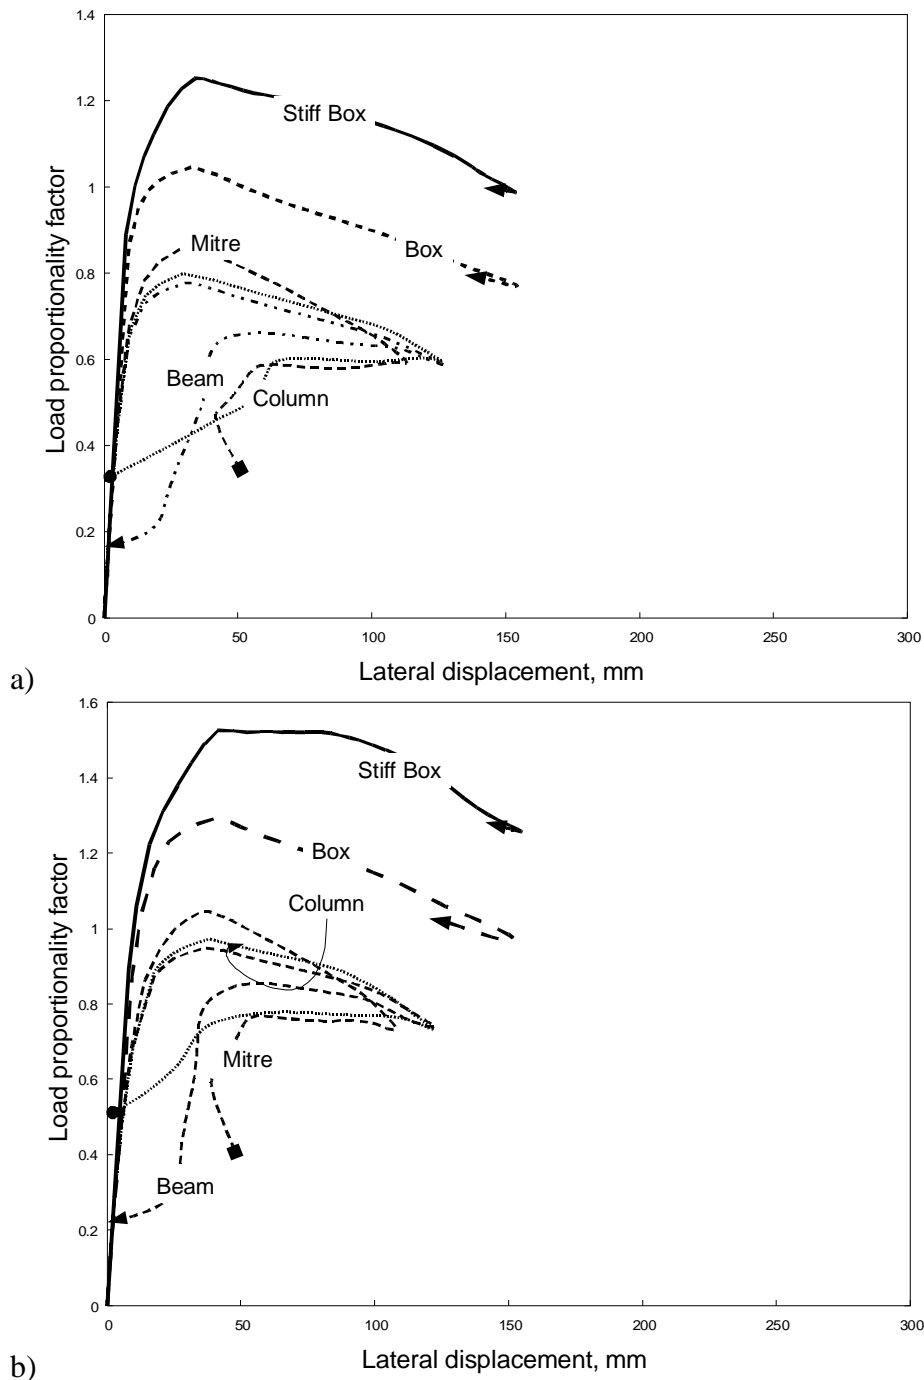 1.4
1.2
1
0.8
0.6
0.4
0.2
0
Load proportionality factor
Stiff Box
Box
Mitre
Beam
Column
0 50 100 150 200 250 300
Lateral displacement, mm
a)
1.6
1.4
1.2
1
0.8
0.6
0.4
0.2
0
Load proportionality factor
Stiff Box
Box
Column
Mitre
Beam
0 50 100 150 200 250 300
Lateral displacement, mm
b)